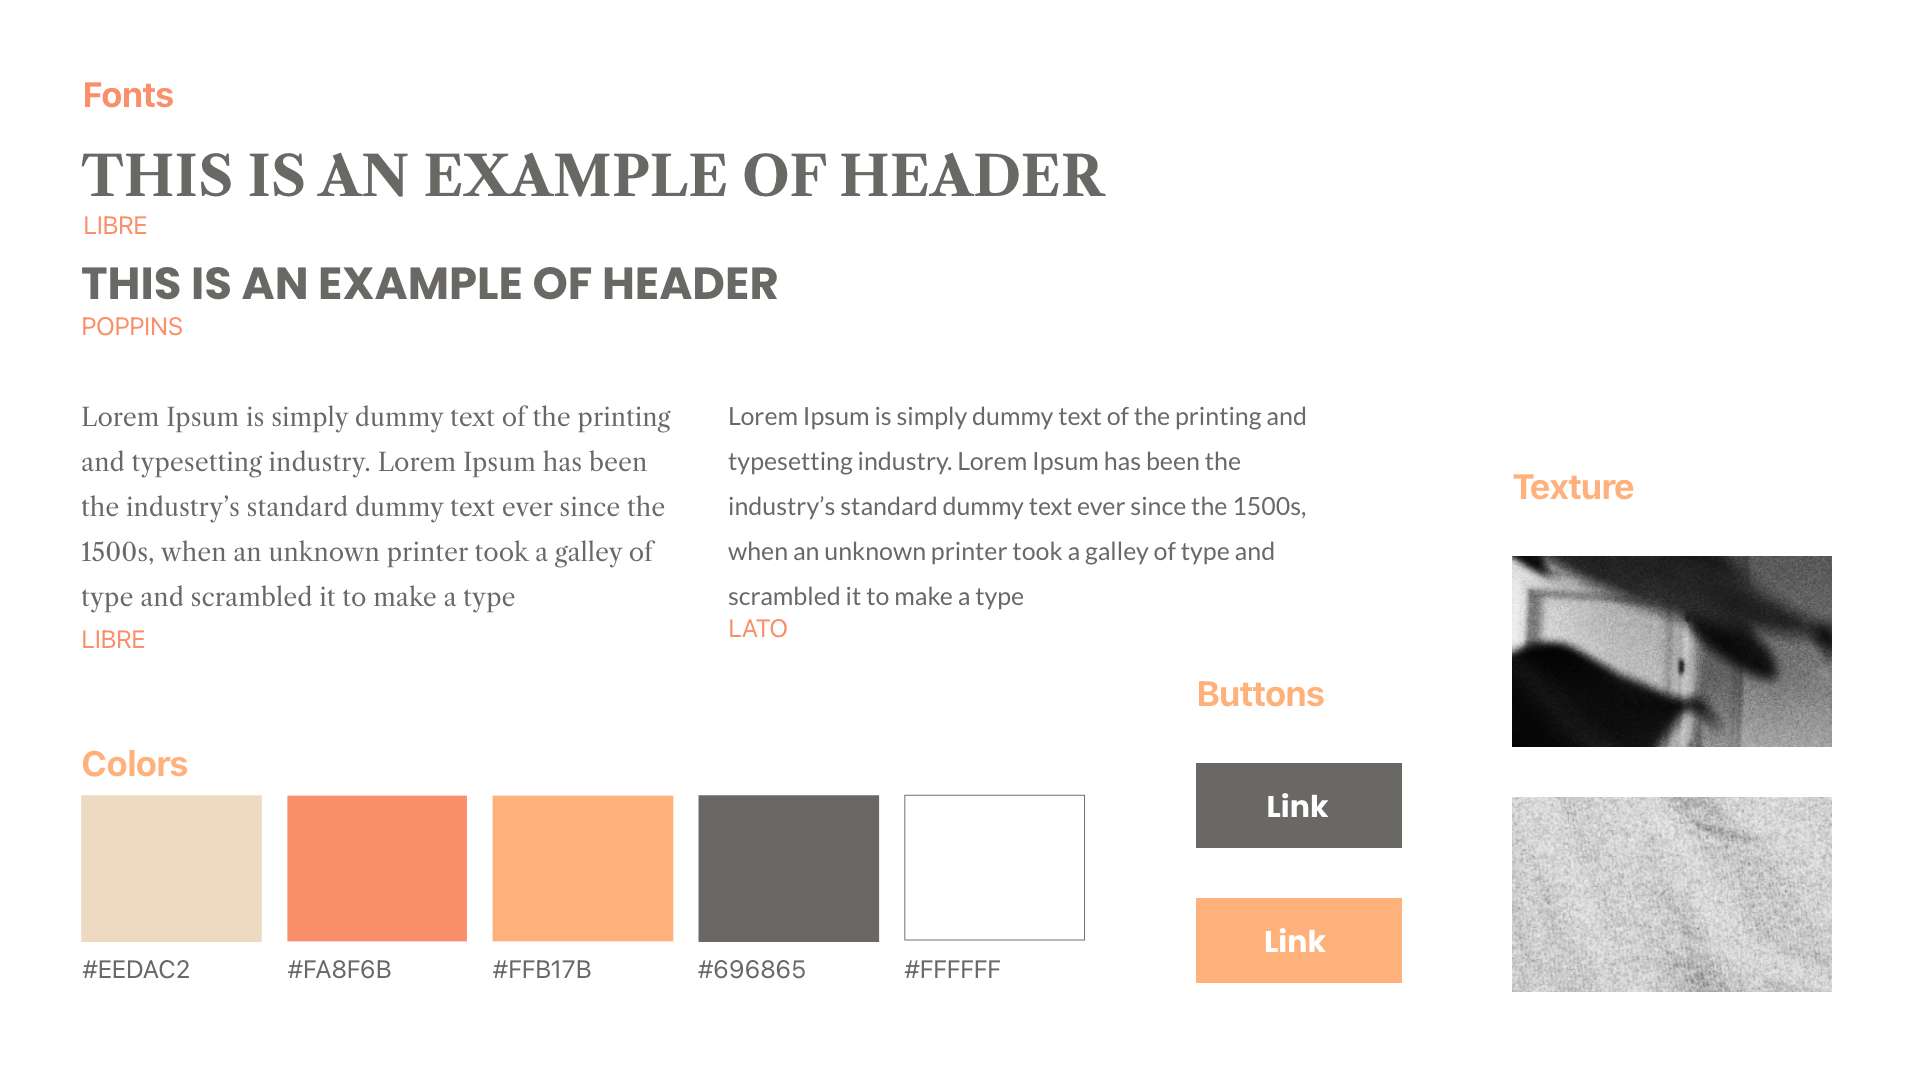 Fonts
THIS IS AN EXAMPLE OF HEADER
LIBRE
THIS IS AN EXAMPLE OF HEADER
POPPINS
Lorem Ipsum is simply dummy text of the printing
and typesetting industry. Lorem Ipsum has been
the industry’s standard dummy text ever since the
1500s, when an unknown printer took a galley of
type and scrambled it to make a type
LIBRE
Lorem Ipsum is simply dummy text of the printing and
typesetting industry. Lorem Ipsum has been the
industry’s standard dummy text ever since the 1500s,
when an unknown printer took a galley of type and
scrambled it to make a type
LATO
Texture
Buttons
Link
Link
Colors
#EEDAC2
#FA8F6B
#FFB17B
#696865
#FFFFFF